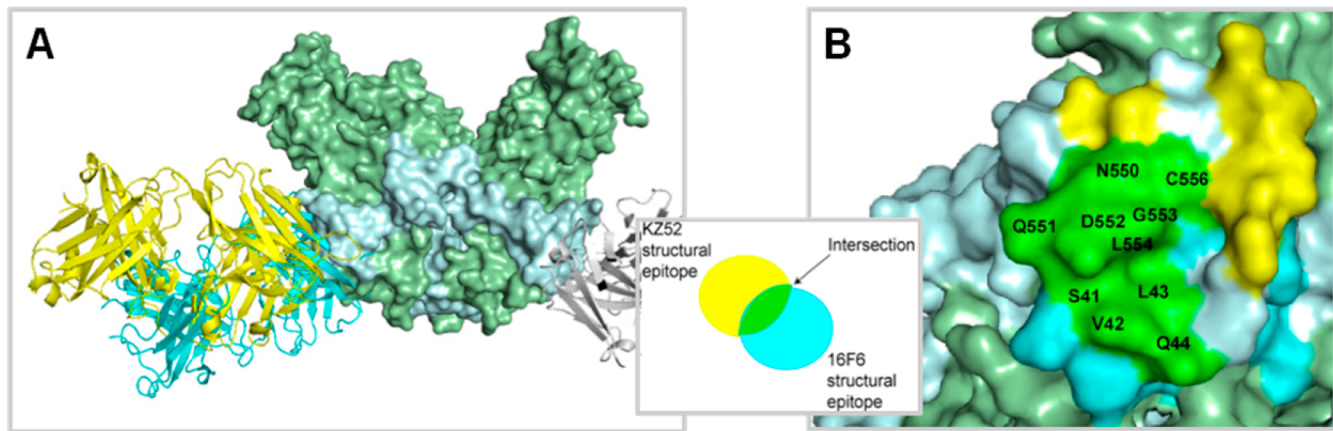 A
B
KZ52
structural
epitope
Intersection
16F6
structural
epitope
N550
C556
Q551
D552
G553
L554
S41
L43
V42
Q44